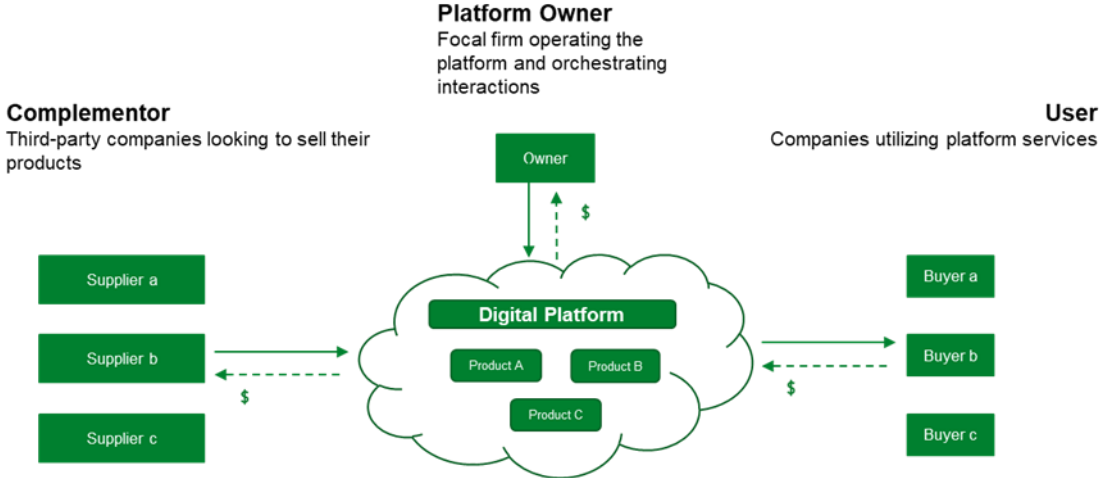 Platform Owner
Focal firm operating the
platform and orchestrating
interactions
Complementor
Third-party companies looking to sell their
products
User
Companies utilizing platform services
Owner
$
Supplier a
Supplier b
Supplier c
$
Digital Platform
Product A
Product B
Product C
$
Buyer a
Buyer b
Buyer c